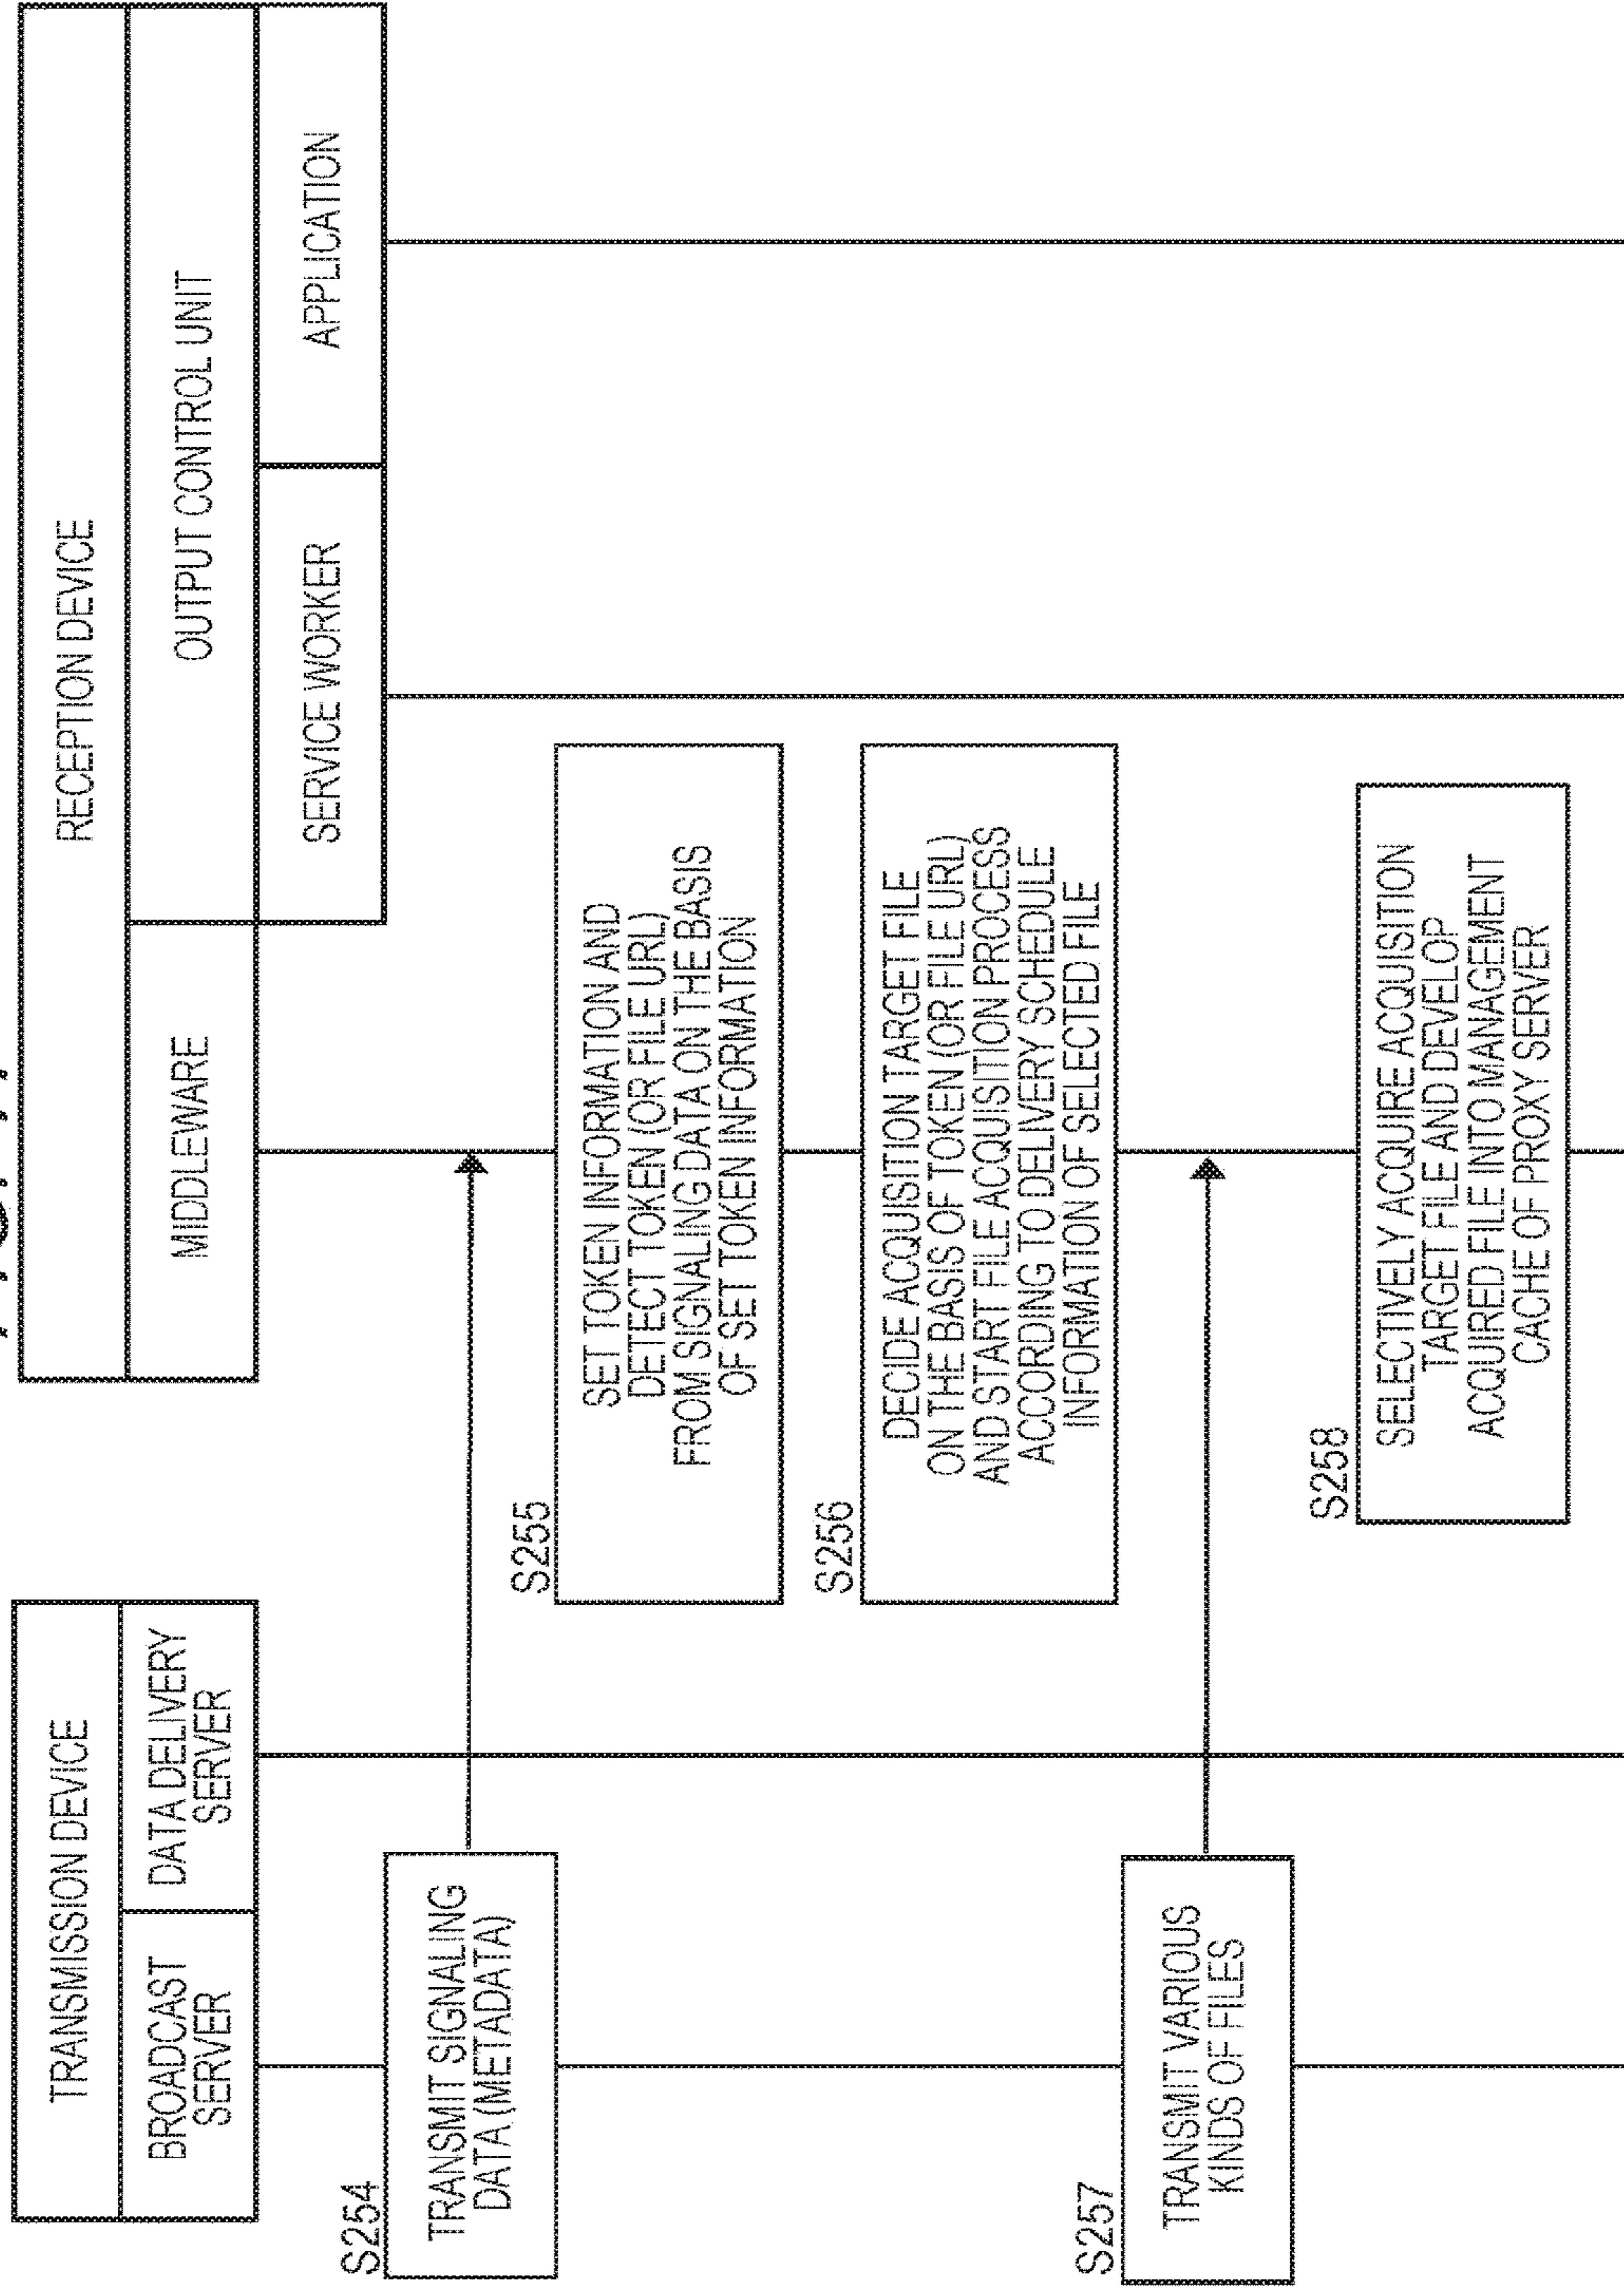 TRANSMISSION DEVICE
BROADCAST
SERVER
DATA DELIVERY
SERVER
RECEPTION DEVICE
MIDDLEWARE
OUTPUT CONTROL UNIT
SERVICE WORKER
APPLICATION
S254
TRANSMIT SIGNALING
DATA (METADATA)
S255
SET TOKEN INFORMATION AND
DETECT TOKEN (OR FILE URL)
FROM SIGNALING DATA ON THE BASIS
OF SET TOKEN INFORMATION
S256
DECIDE ACQUISITION TARGET FILE
ON THE BASIS OF TOKEN (OR FILE URL)
AND START FILE ACQUISITION PROCESS
ACCORDING TO DELIVERY SCHEDULE
INFORMATION OF SELECTED FILE
S257
TRANSMIT VARIOUS
KINDS OF FILES
S258
SELECTIVELY ACQUIRE ACQUISITION
TARGET FILE AND DEVELOP
ACQUIRED FILE INTO MANAGEMENT
CACHE OF PROXY SERVER